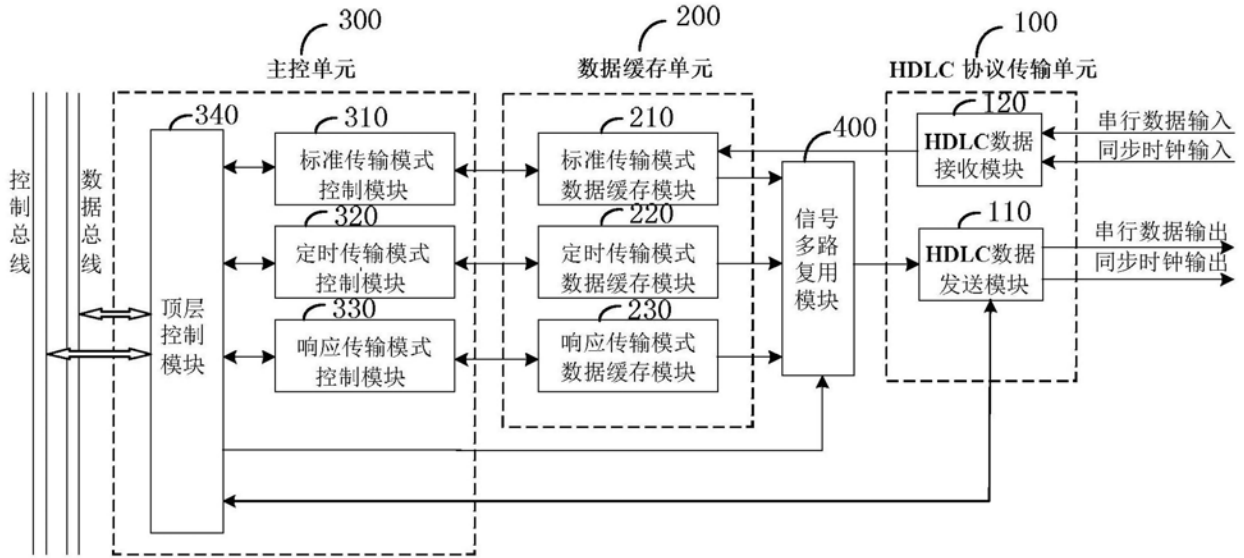 300
主控单元
200
数据缓存单元
100
HDLC 协议传输单元
控制总线
数据总线
340
顶层
控制
模块
310
标准传输模式
控制模块
320
定时传输模式
控制模块
330
响应传输模式
控制模块
210
标准传输模式
数据缓存模块
220
定时传输模式
数据缓存模块
230
响应传输模式
数据缓存模块
400
信号
多路
复用
模块
120
HDLC数据
接收模块
110
HDLC数据
发送模块
串行数据输入
同步时钟输入
串行数据输出
同步时钟输出